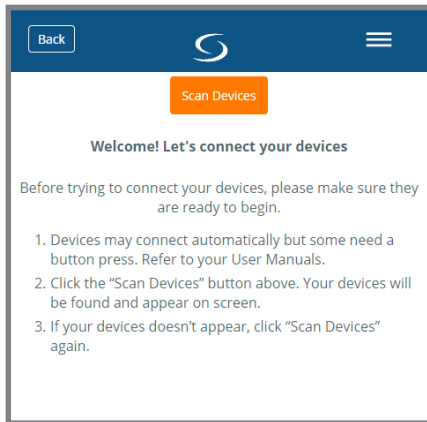 Back
Scan Devices
Welcome! Let's connect your devices
Before trying to connect your devices, please make sure they
are ready to begin.
1. Devices may connect automatically but some need a
button press. Refer to your User Manuals.
2. Click the “Scan Devices” button above. Your devices will
be found and appear on screen.
3. If your devices doesn’t appear, click “Scan Devices”
again.